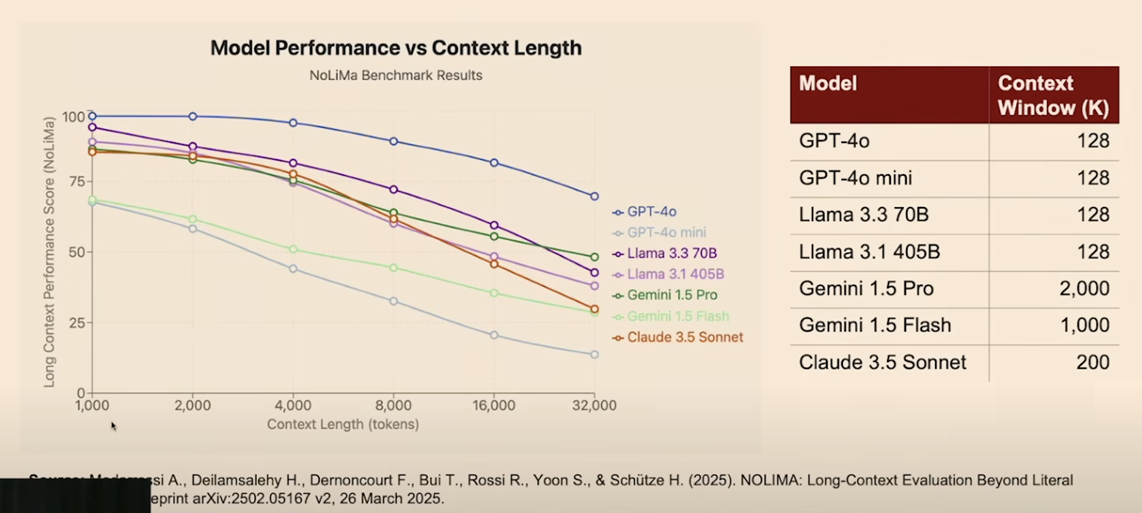 Model Performance vs Context Length
NoLiMa Benchmark Results
Long Context Performance Score (NoLiMa)
100
75
50
25
0
1,000 2,000 4,000 8,000 16,000 32,000
Context Length (tokens)
GPT-4o
GPT-4o mini
Llama 3.3 70B
Llama 3.1 405B
Gemini 1.5 Pro
Gemini 1.5 Flash
Claude 3.5 Sonnet
Model Context
Window (K)
GPT-4o 128
GPT-4o mini 128
Llama 3.3 70B 128
Llama 3.1 405B 128
Gemini 1.5 Pro 2,000
Gemini 1.5 Flash 1,000
Claude 3.5 Sonnet 200
A., Deilamsalehy H., Dernoncourt F., Bui T., Rossi R., Yoon S., & Schütze H. (2025). NOLIMA: Long-Context Evaluation Beyond Literal
arXiv:2502.05167 v2, 26 March 2025.